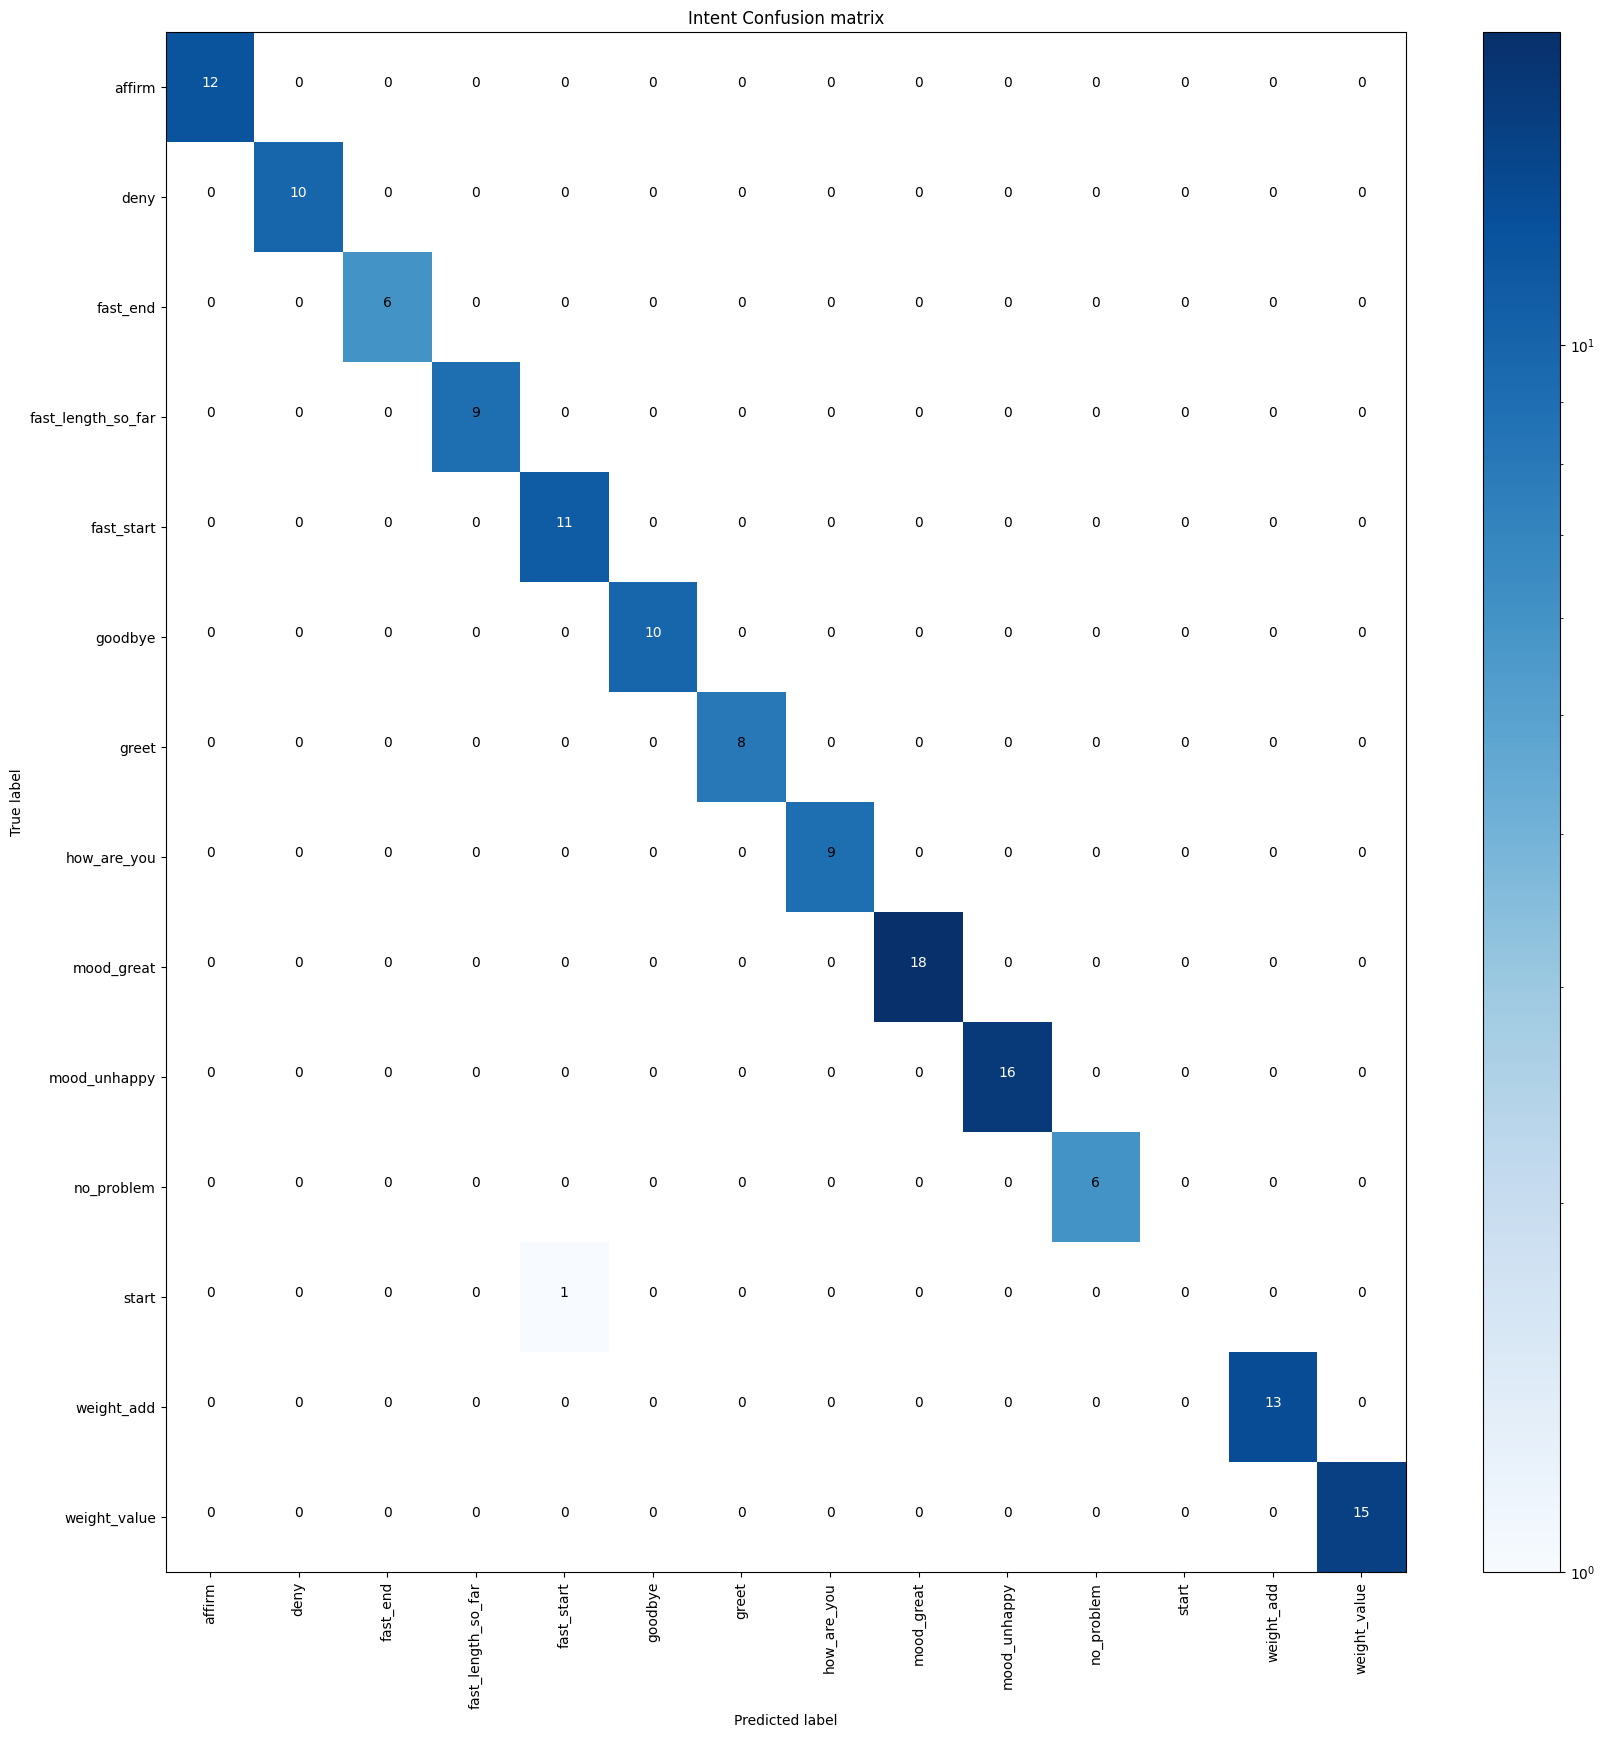 Intent Confusion matrix
affirm 12 0 0 0 0 0 0 0 0 0 0 0 0 0
deny 0 10 0 0 0 0 0 0 0 0 0 0 0 0
fast_end 0 0 6 0 0 0 0 0 0 0 0 0 0 0
fast_length_so_far 0 0 0 9 0 0 0 0 0 0 0 0 0 0
fast_start 0 0 0 0 11 0 0 0 0 0 0 0 0 0
goodbye 0 0 0 0 0 10 0 0 0 0 0 0 0 0
greet 0 0 0 0 0 0 8 0 0 0 0 0 0 0
how_are_you 0 0 0 0 0 0 0 9 0 0 0 0 0 0
mood_great 0 0 0 0 0 0 0 0 18 0 0 0 0 0
mood_unhappy 0 0 0 0 0 0 0 0 0 16 0 0 0 0
no_problem 0 0 0 0 0 0 0 0 0 0 6 0 0 0
start 0 0 0 0 1 0 0 0 0 0 0 0 0 0
weight_add 0 0 0 0 0 0 0 0 0 0 0 0 13 0
weight_value 0 0 0 0 0 0 0 0 0 0 0 0 0 15
True label
affirm
deny
fast_end
fast_length_so_far
fast_start
goodbye
greet
how_are_you
mood_great
mood_unhappy
no_problem
start
weight_add
weight_value
Predicted label
10¹
10⁰